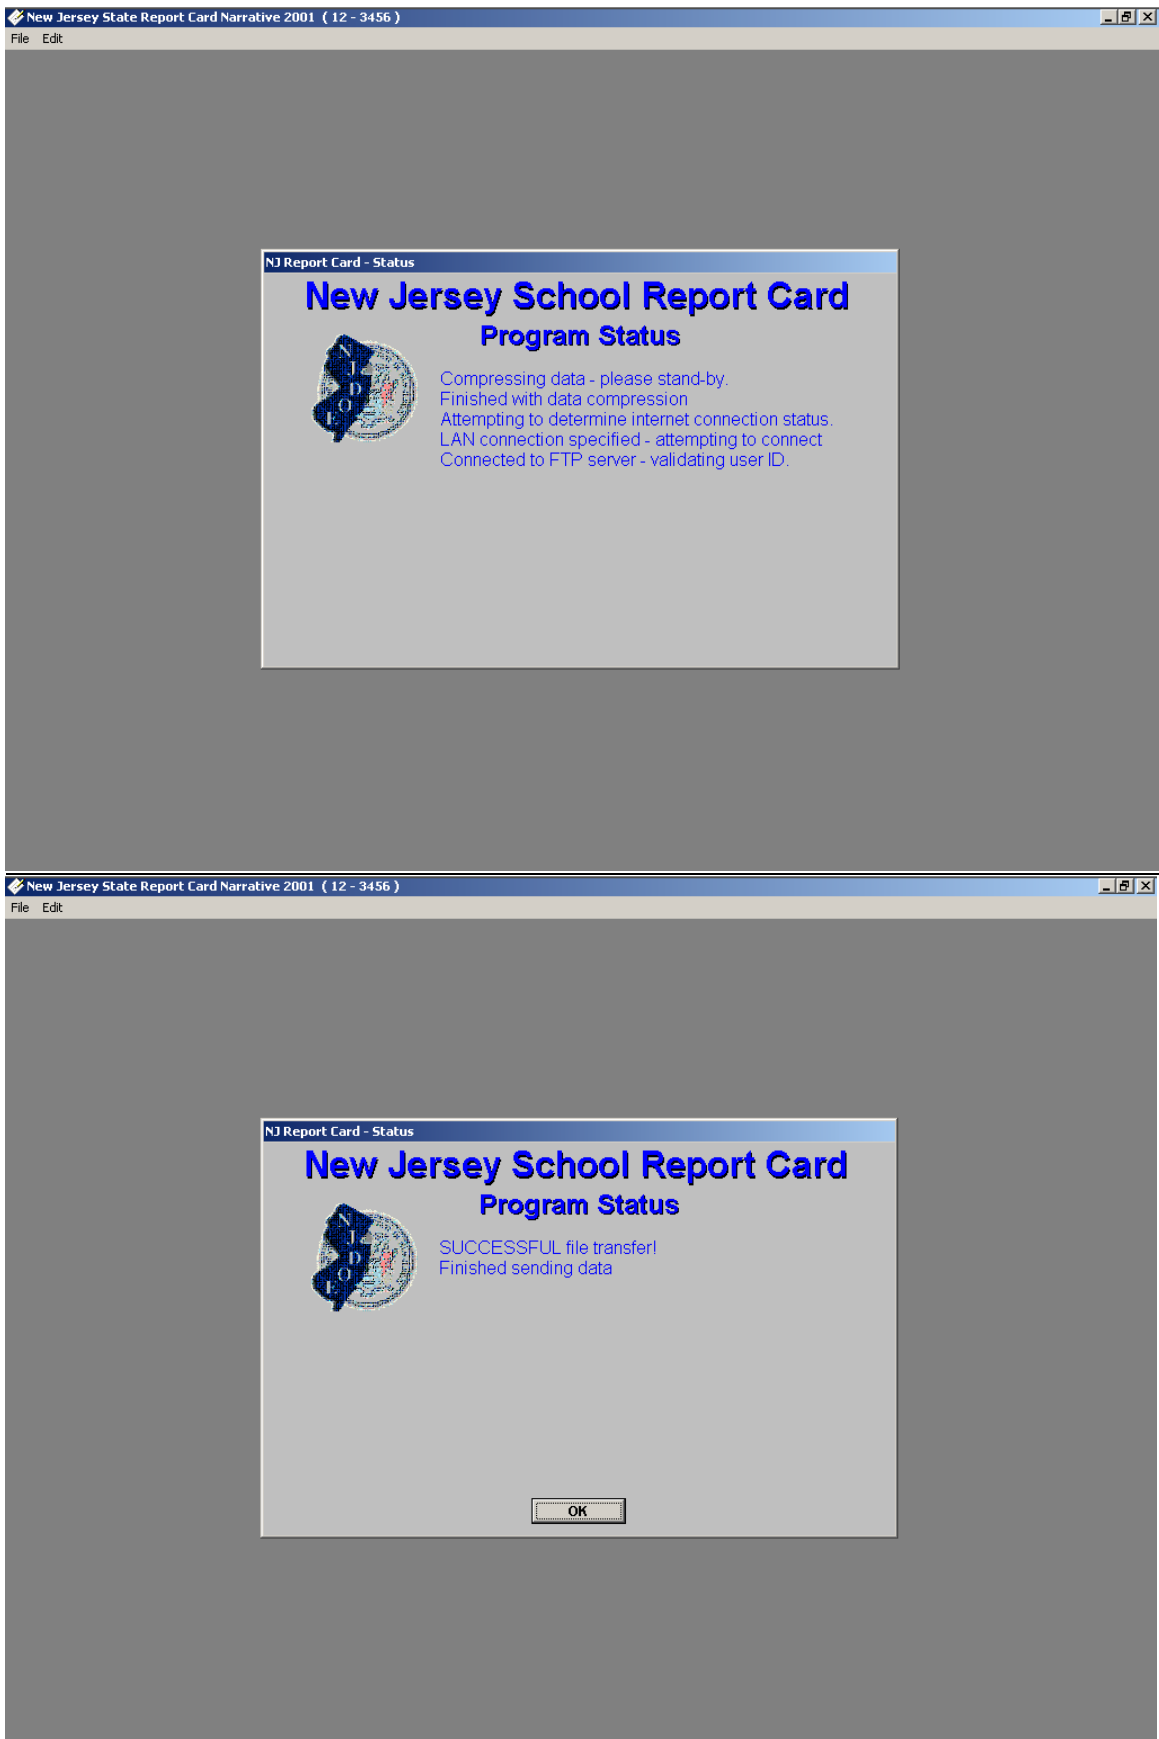 New Jersey State Report Card Narrative 2001 ( 12 - 3456 )
File Edit
NJ Report Card - Status
New Jersey School Report Card
Program Status
N
J
D
O
E
Compressing data - please stand-by.
Finished with data compression
Attempting to determine internet connection status.
LAN connection specified - attempting to connect
Connected to FTP server - validating user ID.
New Jersey State Report Card Narrative 2001 ( 12 - 3456 )
File Edit
NJ Report Card - Status
New Jersey School Report Card
Program Status
N
J
D
O
E
SUCCESSFUL file transfer!
Finished sending data
OK